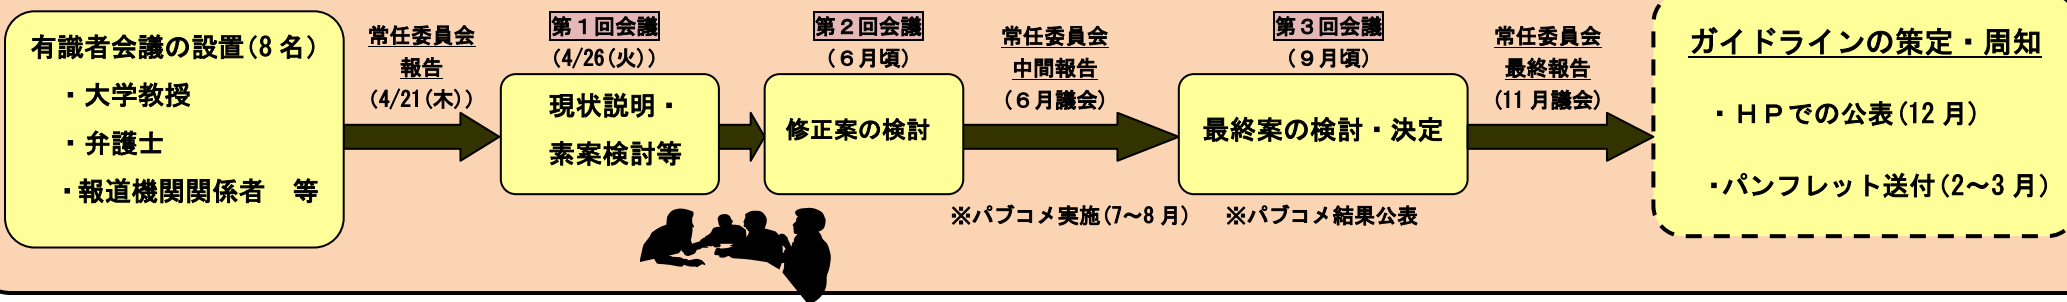 有識者会議の設置(8名)
・大学教授
・弁護士
・報道機関関係者　等
常任委員会
報告
(4/21(木))
第１回会議
(4/26(火))
現状説明・
素案検討等
第２回会議
(６月頃)
修正案の検討
常任委員会
中間報告
(６月議会)
※パブコメ実施(7～8月)
第３回会議
(９月頃)
最終案の検討・決定
※パブコメ結果公表
常任委員会
最終報告
(11月議会)
ガイドラインの策定・周知
・ＨＰでの公表(12月)
・パンフレット送付(2～3月)